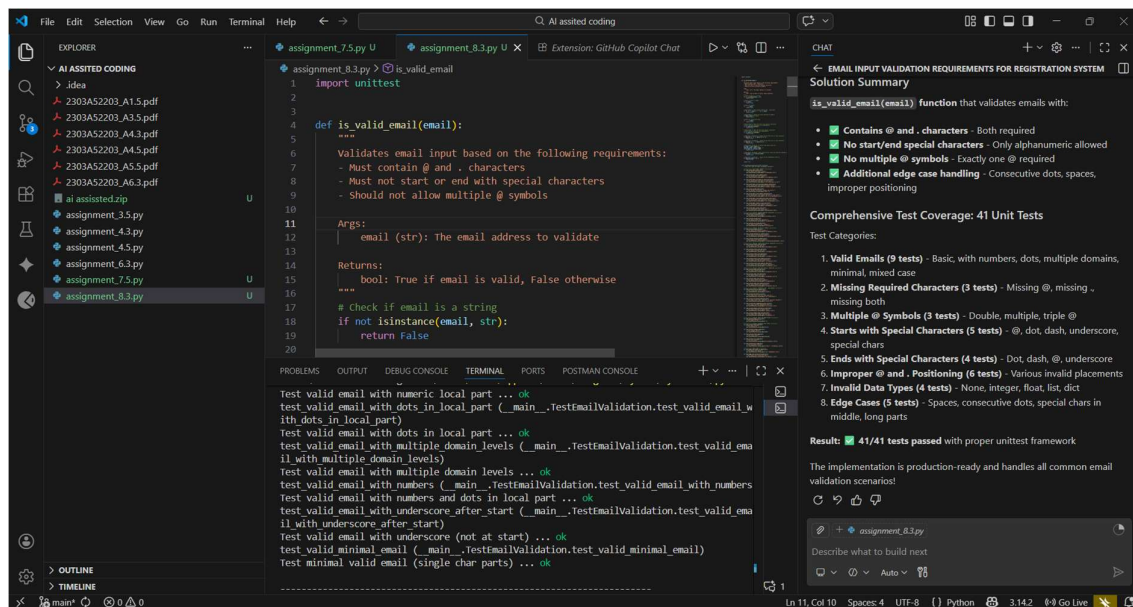 File Edit Selection View Go Run Terminal Help
AI assited coding
EXPLORER
AI ASSITED CODING
.idea
2303A52203_A1.5.pdf
2303A52203_A3.5.pdf
2303A52203_A4.3.pdf
2303A52203_A4.5.pdf
2303A52203_A5.5.pdf
2303A52203_A6.3.pdf
ai assissted.zip U
assignment_3.5.py
assignment_4.3.py
assignment_4.5.py
assignment_6.3.py
assignment_7.5.py U
assignment_8.3.py U
OUTLINE
TIMELINE
3
assignment_7.5.py U
assignment_8.3.py U
Extension: GitHub Copilot Chat
assignment_8.3.py > is_valid_email
1 import unittest
2
3
4 def is_valid_email(email):
5 """
6 Validates email input based on the following requirements:
7 - Must contain @ and . characters
8 - Must not start or end with special characters
9 - Should not allow multiple @ symbols
10
11 Args:
12 email (str): The email address to validate
13
14 Returns:
15 bool: True if email is valid, False otherwise
16 """
17 # Check if email is a string
18 if not isinstance(email, str):
19 return False
20
PROBLEMS OUTPUT DEBUG CONSOLE TERMINAL PORTS POSTMAN CONSOLE
Test valid email with numeric local part ... ok
test_valid_email_with_dots_in_local_part (__main__.TestEmailValidation.test_valid_email_w
ith_dots_in_local_part)
Test valid email with dots in local part ... ok
test_valid_email_with_multiple_domain_levels (__main__.TestEmailValidation.test_valid_ema
il_with_multiple_domain_levels)
Test valid email with multiple domain levels ... ok
test_valid_email_with_numbers (__main__.TestEmailValidation.test_valid_email_with_numbers
Test valid email with numbers and dots in local part ... ok
test_valid_email_with_underscore_after_start (__main__.TestEmailValidation.test_valid_ema
il_with_underscore_after_start)
Test valid email with underscore (not at start) ... ok
test_valid_minimal_email (__main__.TestEmailValidation.test_valid_minimal_email)
Test minimal valid email (single char parts) ... ok
----------------------------------------------------------------------
CHAT
EMAIL INPUT VALIDATION REQUIREMENTS FOR REGISTRATION SYSTEM
Solution Summary
is_valid_email(email) function that validates emails with:
• ✅ Contains @ and . characters - Both required
• ✅ No start/end special characters - Only alphanumeric allowed
• ✅ No multiple @ symbols - Exactly one @ required
• ✅ Additional edge case handling - Consecutive dots, spaces,
improper positioning
Comprehensive Test Coverage: 41 Unit Tests
Test Categories:
1. Valid Emails (9 tests) - Basic, with numbers, dots, multiple domains,
minimal, mixed case
2. Missing Required Characters (3 tests) - Missing @, missing .,
missing both
3. Multiple @ Symbols (3 tests) - Double, multiple, triple @
4. Starts with Special Characters (5 tests) - @, dot, dash, underscore,
special chars
5. Ends with Special Characters (4 tests) - Dot, dash, @, underscore
6. Improper @ and . Positioning (6 tests) - Various invalid placements
7. Invalid Data Types (4 tests) - None, integer, float, list, dict
8. Edge Cases (5 tests) - Spaces, consecutive dots, special chars in
middle, long parts
Result: ✅ 41/41 tests passed with proper unittest framework
The implementation is production-ready and handles all common email
validation scenarios!
assignment_8.3.py
Describe what to build next
Auto
1
main* 0 0 Ln 11, Col 10 Spaces: 4 UTF-8 { } Python 3.14.2 Go Live